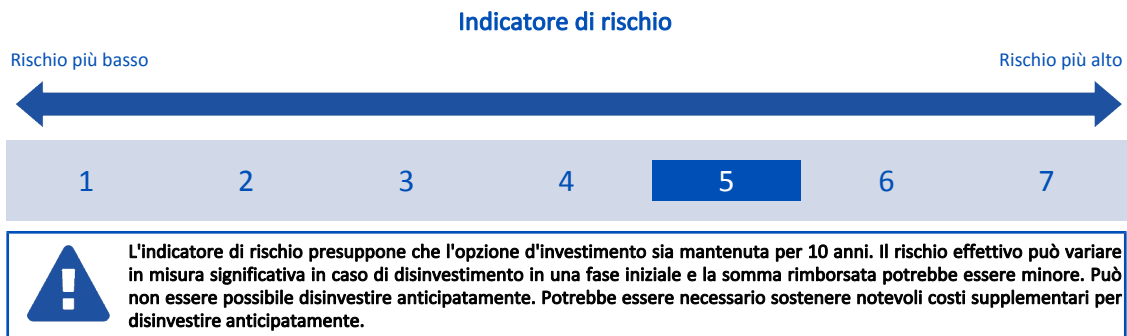 Indicatore di rischio
Rischio più basso Rischio più alto
1 2 3 4 5 6 7
L'indicatore di rischio presuppone che l'opzione d'investimento sia mantenuta per 10 anni. Il rischio effettivo può variare
in misura significativa in caso di disinvestimento in una fase iniziale e la somma rimborsata potrebbe essere minore. Può
non essere possibile disinvestire anticipatamente. Potrebbe essere necessario sostenere notevoli costi supplementari per
disinvestire anticipatamente.